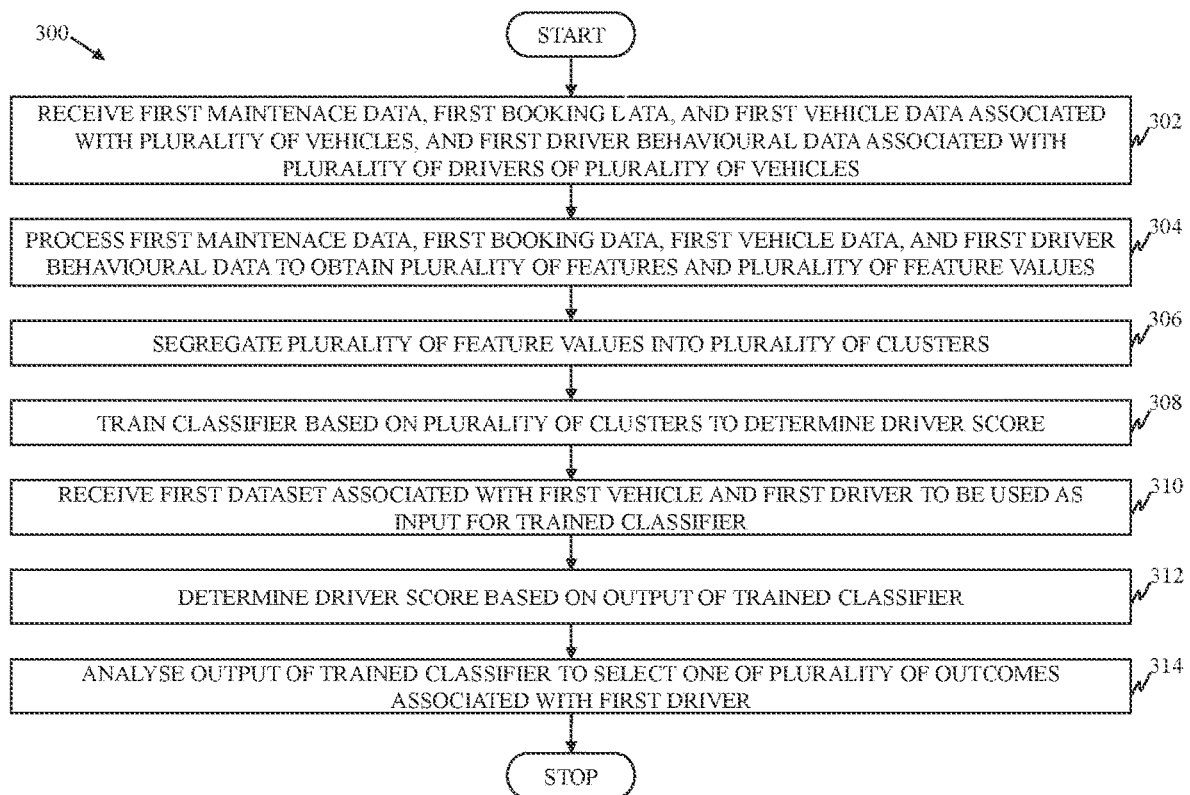 300
START
RECEIVE FIRST MAINTENACE DATA, FIRST BOOKING DATA, AND FIRST VEHICLE DATA ASSOCIATED
WITH PLURALITY OF VEHICLES, AND FIRST DRIVER BEHAVIOURAL DATA ASSOCIATED WITH
PLURALITY OF DRIVERS OF PLURALITY OF VEHICLES
302
PROCESS FIRST MAINTENACE DATA, FIRST BOOKING DATA, FIRST VEHICLE DATA, AND FIRST DRIVER
BEHAVIOURAL DATA TO OBTAIN PLURALITY OF FEATURES AND PLURALITY OF FEATURE VALUES
304
SEGREGATE PLURALITY OF FEATURE VALUES INTO PLURALITY OF CLUSTERS
306
TRAIN CLASSIFIER BASED ON PLURALITY OF CLUSTERS TO DETERMINE DRIVER SCORE
308
RECEIVE FIRST DATASET ASSOCIATED WITH FIRST VEHICLE AND FIRST DRIVER TO BE USED AS
INPUT FOR TRAINED CLASSIFIER
310
DETERMINE DRIVER SCORE BASED ON OUTPUT OF TRAINED CLASSIFIER
312
ANALYSE OUTPUT OF TRAINED CLASSIFIER TO SELECT ONE OF PLURALITY OF OUTCOMES
ASSOCIATED WITH FIRST DRIVER
314
STOP